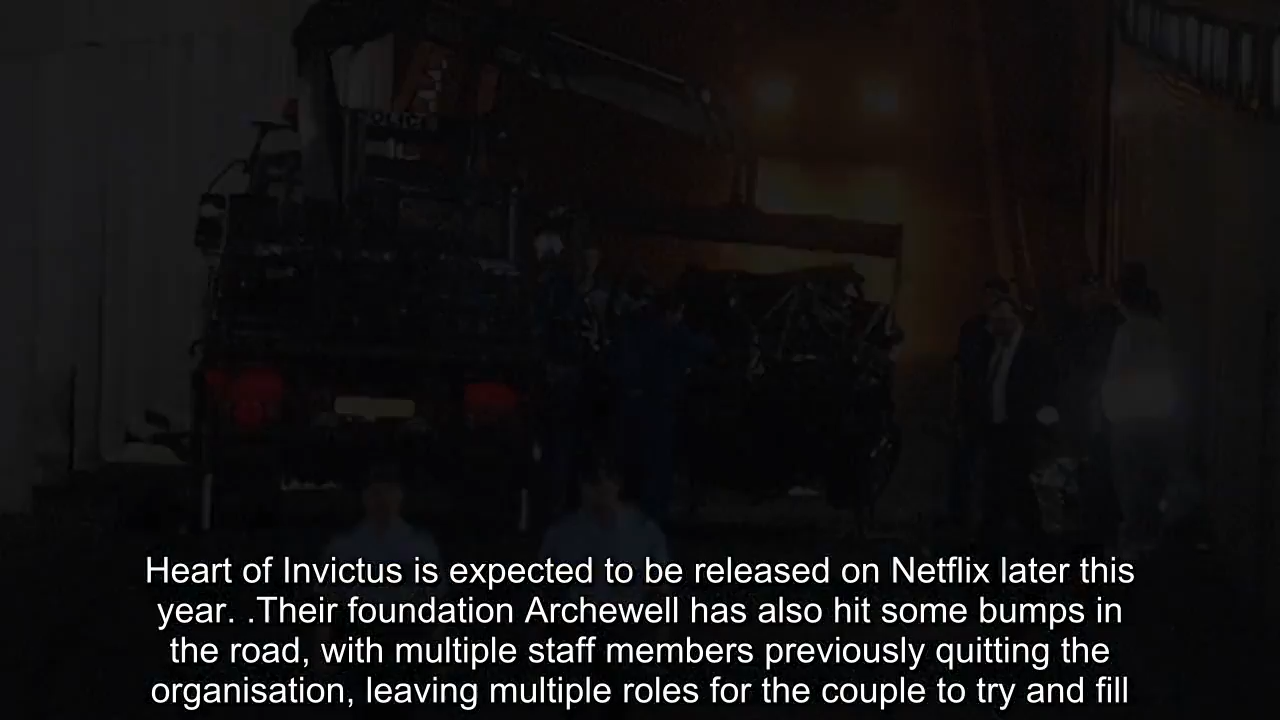 POLICE
Heart of Invictus is expected to be released on Netflix later this
year. .Their foundation Archewell has also hit some bumps in
the road, with multiple staff members previously quitting the
organisation, leaving multiple roles for the couple to try and fill